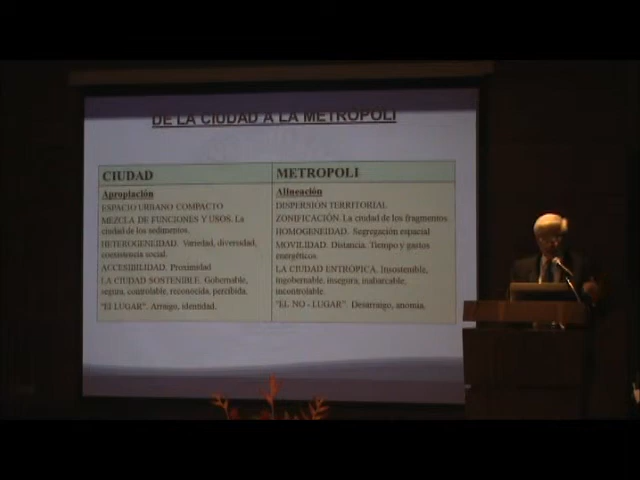 DE LA CIUDAD A LA METROPOLI
CIUDAD
Apropiación
ESPACIO URBANO COMPACTO
MEZCLA DE FUNCIONES Y USOS. La
ciudad de los sedimentos.
HETEROGENEIDAD. Variedad, diversidad,
coexistencia social.
ACCESIBILIDAD. Proximidad
LA CIUDAD SOSTENIBLE. Gobernable,
segura, controlable, reconocida, percibida.
"El LUGAR". Arraigo, identidad.
METROPOLI
Alineación
DISPERSIÓN TERRITORIAL
ZONIFICACIÓN. La ciudad de los fragmentos.
HOMOGENEIDAD. Segregación espacial
MOVILIDAD. Distancia. Tiempo y gastos
energéticos.
LA CIUDAD ENTRÓPICA. Insostenible,
ingobernable, insegura, inabarcable,
incontrolable.
"EL NO - LUGAR" Desarraigo, anomia.